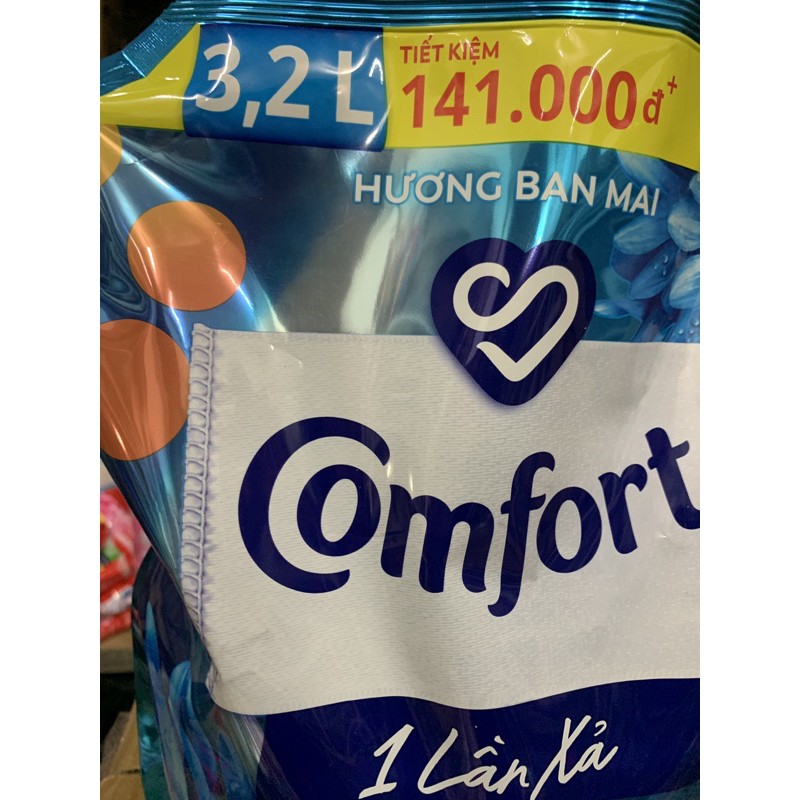 3,2 L
TIẾT KIỆM
141.000đ+
HƯƠNG BAN MAI
Comfort
1 Lần Xả